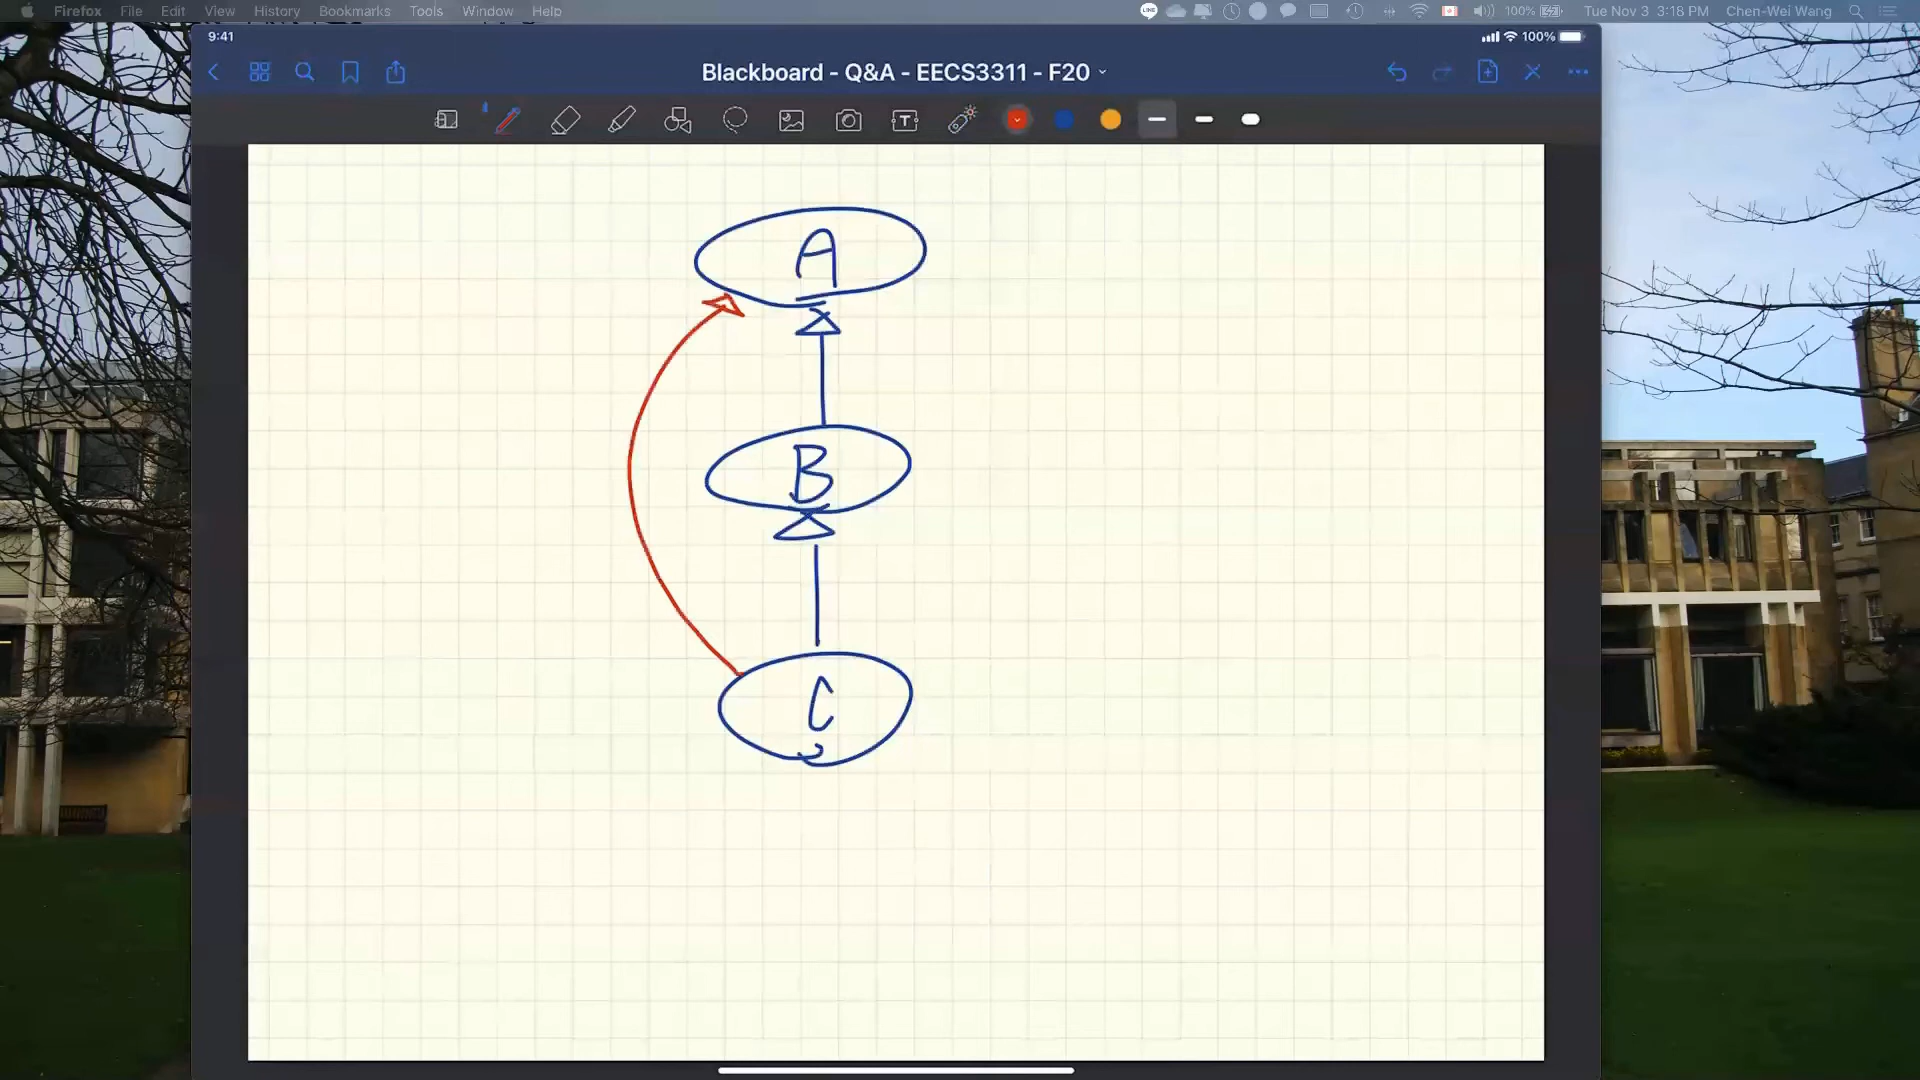 Firefox File Edit View History Bookmarks Tools Window Help 100% Tue Nov 3 3:18 PM Chen-Wei Wang
9:41 100%
Blackboard - Q&A - EECS3311 - F20
A
B
C